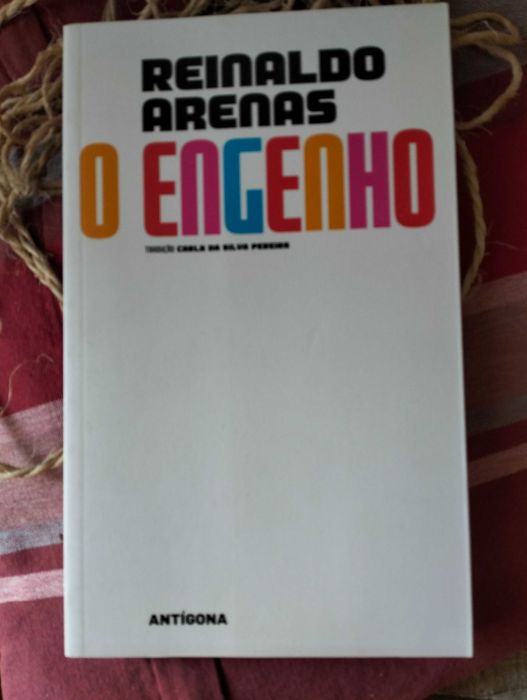 REINALDO
ARENAS
O ENGENHO
TRADUÇÃO CARLA DA SILVA PEREIRA
ANTÍGONA